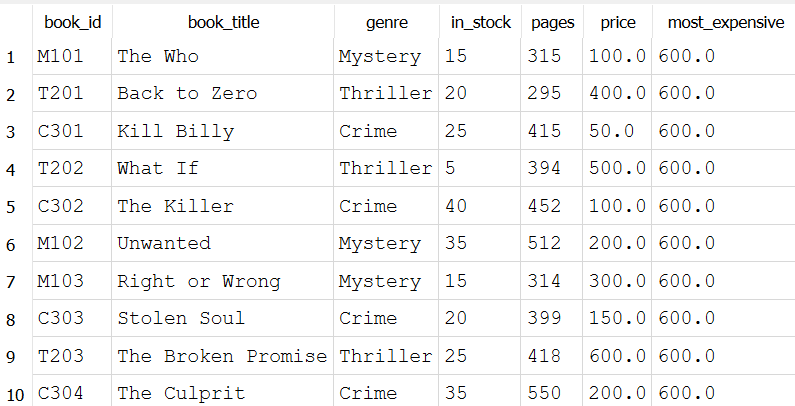 book_id book_title genre in_stock pages price most_expensive
1 M101 The Who Mystery 15 315 100.0 600.0
2 T201 Back to Zero Thriller 20 295 400.0 600.0
3 C301 Kill Billy Crime 25 415 50.0 600.0
4 T202 What If Thriller 5 394 500.0 600.0
5 C302 The Killer Crime 40 452 100.0 600.0
6 M102 Unwanted Mystery 35 512 200.0 600.0
7 M103 Right or Wrong Mystery 15 314 300.0 600.0
8 C303 Stolen Soul Crime 20 399 150.0 600.0
9 T203 The Broken Promise Thriller 25 418 600.0 600.0
10 C304 The Culprit Crime 35 550 200.0 600.0